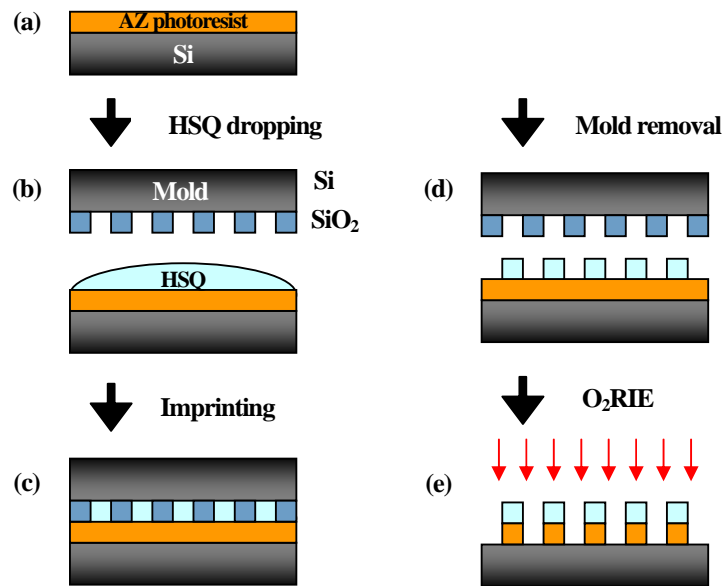 (a)
AZ photoresist
Si
HSQ dropping
(b)
Mold
Si
SiO₂
HSQ
Imprinting
(c)
Mold removal
(d)
O₂RIE
(e)